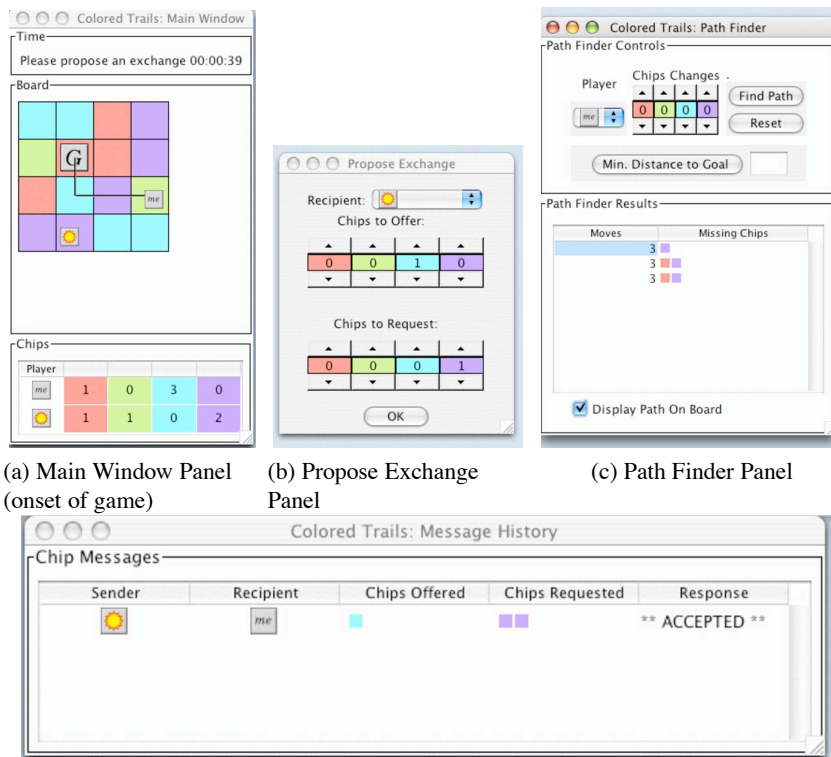 Colored Trails: Main Window
Time
Please propose an exchange 00:00:39
Board
G
me
Chips
Player
me 1 0 3 0
1 1 0 2
(a) Main Window Panel
(onset of game)
Propose Exchange
Recipient:
Chips to Offer:
0 0 1 0
Chips to Request:
0 0 0 1
OK
(b) Propose Exchange
Panel
Colored Trails: Path Finder
Path Finder Controls
Player Chips Changes .
me 0 0 0 0
Find Path
Reset
Min. Distance to Goal
Path Finder Results
Moves Missing Chips
3
3
3
Display Path On Board
(c) Path Finder Panel
Colored Trails: Message History
Chip Messages
Sender Recipient Chips Offered Chips Requested Response
me ** ACCEPTED **